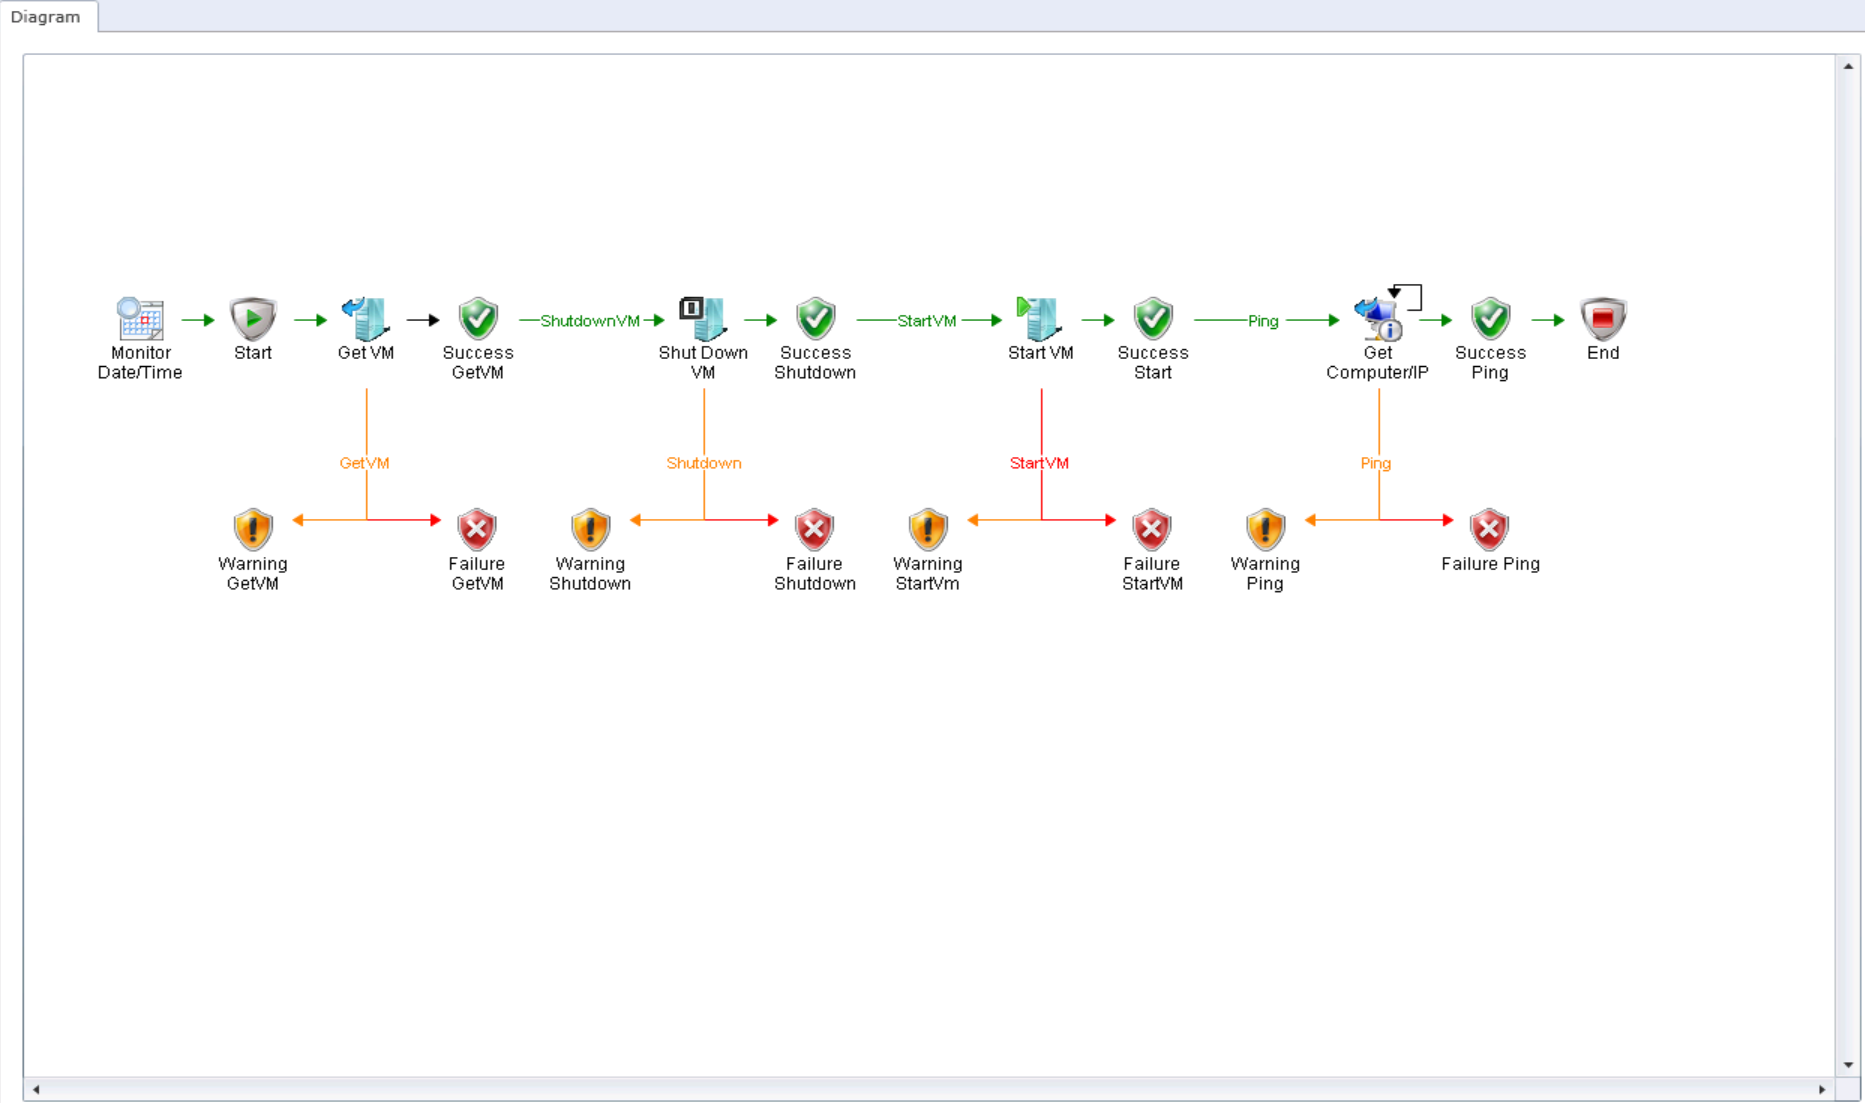 Diagram
ShutdownVM
StartVM
Ping
Monitor
Date/Time
Start
Get VM
Success
GetVM
Shut Down
VM
Success
Shutdown
Start VM
Success
Start
Get
Computer/IP
Success
Ping
End
GetVM
Shutdown
StartVM
Ping
Warning
GetVM
Failure
GetVM
Warning
Shutdown
Failure
Shutdown
Warning
StartVm
Failure
StartVM
Warning
Ping
Failure Ping